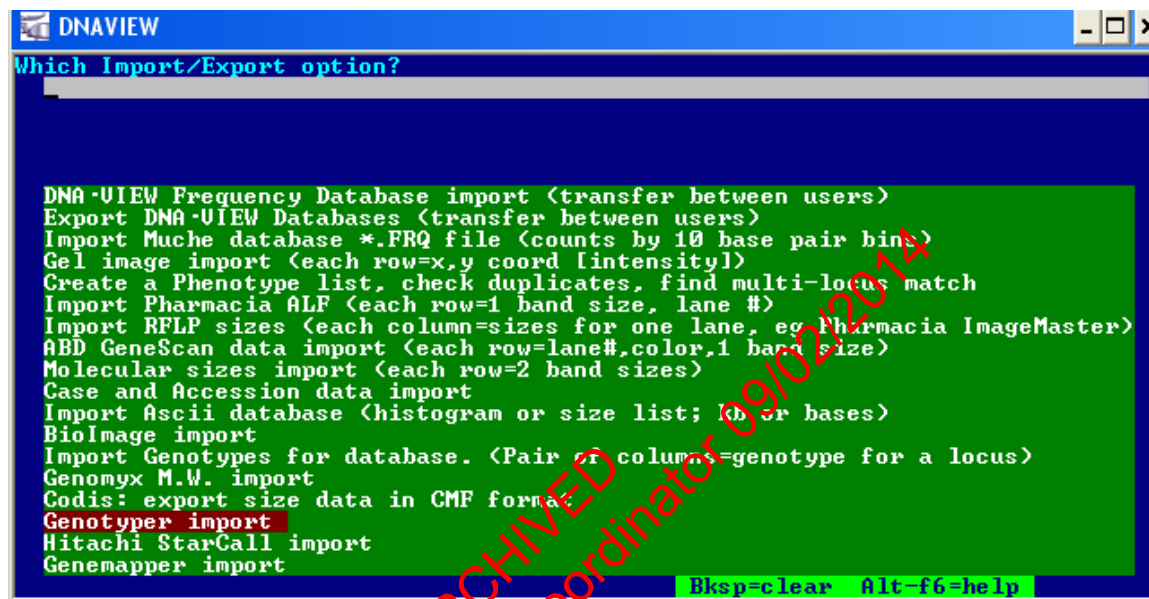 DNAVIEW
Which Import/Export option?
DNA·VIEW Frequency Database import (transfer between users)
Export DNA·VIEW Databases (transfer between users)
Import Muche database *.FRQ file (counts by 10 base pair bins)
Gel image import (each row=x,y coord [intensity])
Create a Phenotype list, check duplicates, find multi-locus match
Import Pharmacia ALF (each row=1 band size, lane #)
Import RFLP sizes (each column=sizes for one lane, eg Pharmacia ImageMaster)
ABD GeneScan data import (each row=lane#,color,1 band size)
Molecular sizes import (each row=2 band sizes)
Case and Accession data import
Import Ascii database (histogram or size list; kb or bases)
BioImage import
Import Genotypes for database. (Pair of columns=genotype for a locus)
Genomyx M.W. import
Codis: export size data in CMF format
Genotyper import
Hitachi StarCall import
Genemapper import
Bksp=clear Alt-f6=help
ARCHIVED
09/02/2014